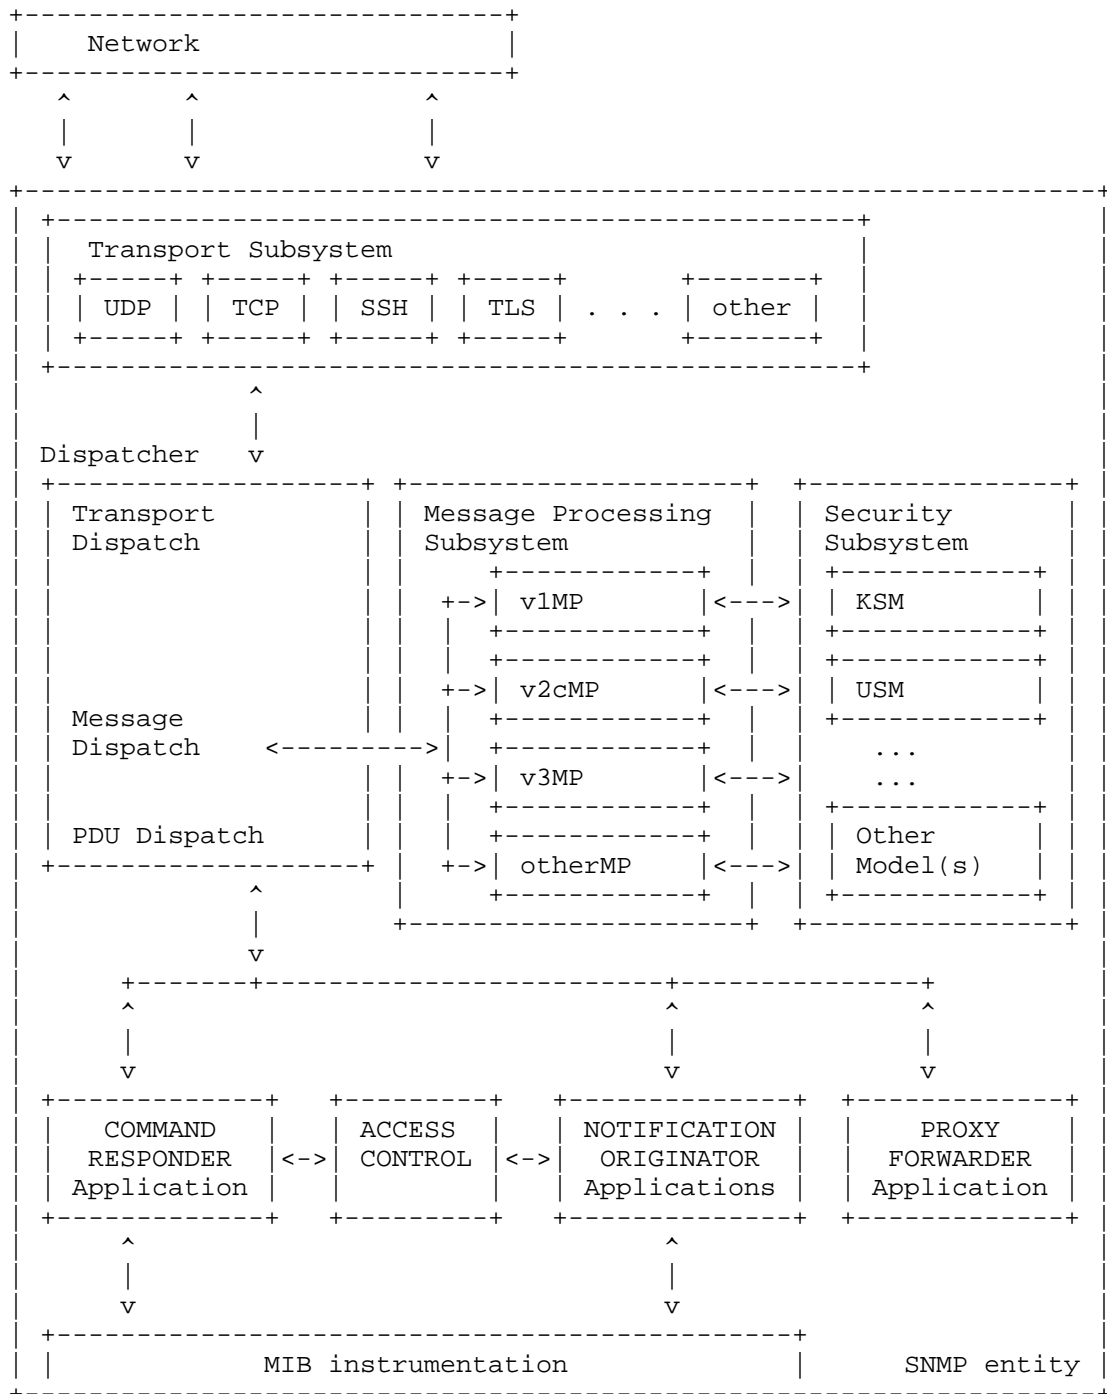 Network
Transport Subsystem
UDP TCP SSH TLS . . . other
Dispatcher
Transport Message Processing Security
Dispatch Subsystem Subsystem
v1MP KSM
v2cMP USM
Message
Dispatch ...
v3MP ...
PDU Dispatch Other
otherMP Model(s)
COMMAND ACCESS NOTIFICATION PROXY
RESPONDER CONTROL ORIGINATOR FORWARDER
Application Applications Application
MIB instrumentation SNMP entity